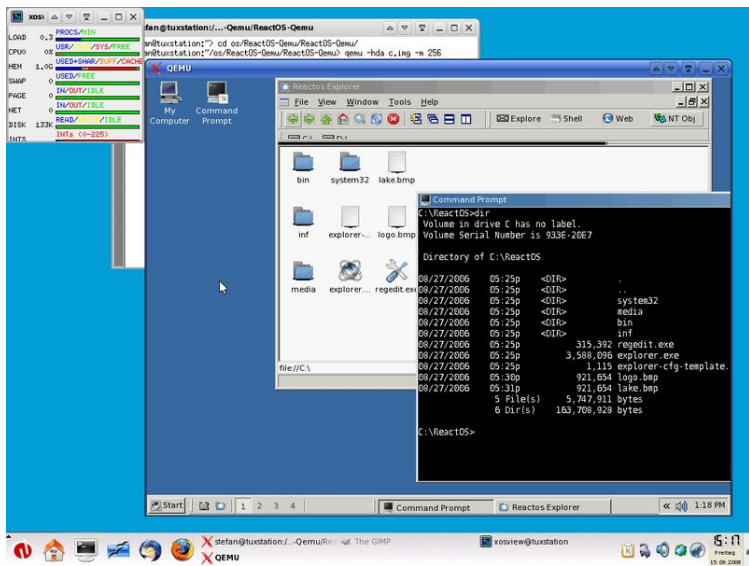 xosv
LOAD 0.3 PROCS/MIN
CPU0 0% USR/NICE/SYS/FREE
MEM 1.0G USED+SHAR/BUFF/CACHE
SWAP 0 USED/FREE
PAGE 0 IN/OUT/IDLE
NET 0 IN/OUT/IDLE
DISK 133K READ/WRITE/IDLE
INTS INTs (0-225)
fan@tuxstation:/...-Qemu/ReactOS-Qemu
an@tuxstation:~> cd os/ReactOS-Qemu/ReactOS-Qemu/
an@tuxstation:~/os/ReactOS-Qemu/ReactOS-Qemu> qemu -hda c.img -m 256
QEMU
My Computer
Command Prompt
Reactos Explorer
File View Window Tools Help
Explore Shell Web NT Obj
C:\ D:\
bin system32 lake.bmp
inf explorer-... logo.bmp
media explorer... regedit.exe
file://C:\
Command Prompt
C:\ReactOS>dir
Volume in drive C has no label.
Volume Serial Number is 933E-20E7
Directory of C:\ReactOS
08/27/2006 05:25p <DIR> .
08/27/2006 05:25p <DIR> ..
08/27/2006 05:25p <DIR> system32
08/27/2006 05:25p <DIR> media
08/27/2006 05:25p <DIR> bin
08/27/2006 05:25p <DIR> inf
08/27/2006 05:25p 315,392 regedit.exe
08/27/2006 05:25p 3,588,096 explorer.exe
08/27/2006 05:25p 1,115 explorer-cfg-template.
08/27/2006 05:30p 921,654 logo.bmp
08/27/2006 05:31p 921,654 lake.bmp
5 File(s) 5,747,911 bytes
6 Dir(s) 163,708,928 bytes
C:\ReactOS>
Start 1 2 3 4 Command Prompt Reactos Explorer 1:18 PM
stefan@tuxstation:/...-Qemu/Re The GIMP xosview@tuxstation
QEMU
Freitag
15.09.2006